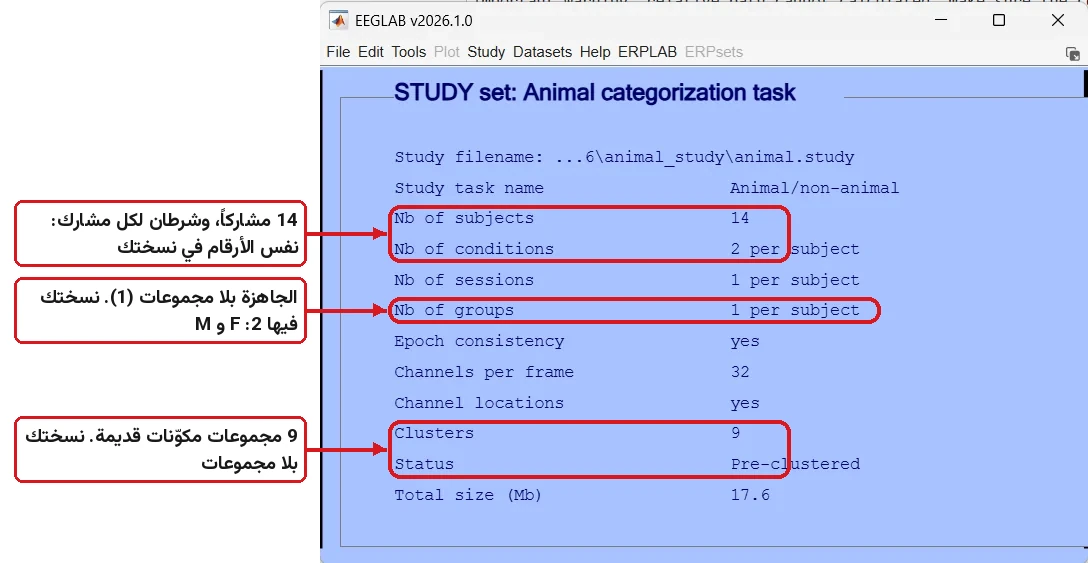 EEGLAB v2026.1.0
File Edit Tools Plot Study Datasets Help ERPLAB ERPsets
STUDY set: Animal categorization task
Study filename: ...6\animal_study\animal.study
Study task name Animal/non-animal
Nb of subjects 14
Nb of conditions 2 per subject
Nb of sessions 1 per subject
Nb of groups 1 per subject
Epoch consistency yes
Channels per frame 32
Channel locations yes
Clusters 9
Status Pre-clustered
Total size (Mb) 17.6
14 مشاركاً، وشرطان لكل مشارك:
نفس الأرقام في نسختك
الجاهزة بلا مجموعات (1). نسختك
فيها 2: F و M
9 مجموعات مكوّنات قديمة. نسختك
بلا مجموعات